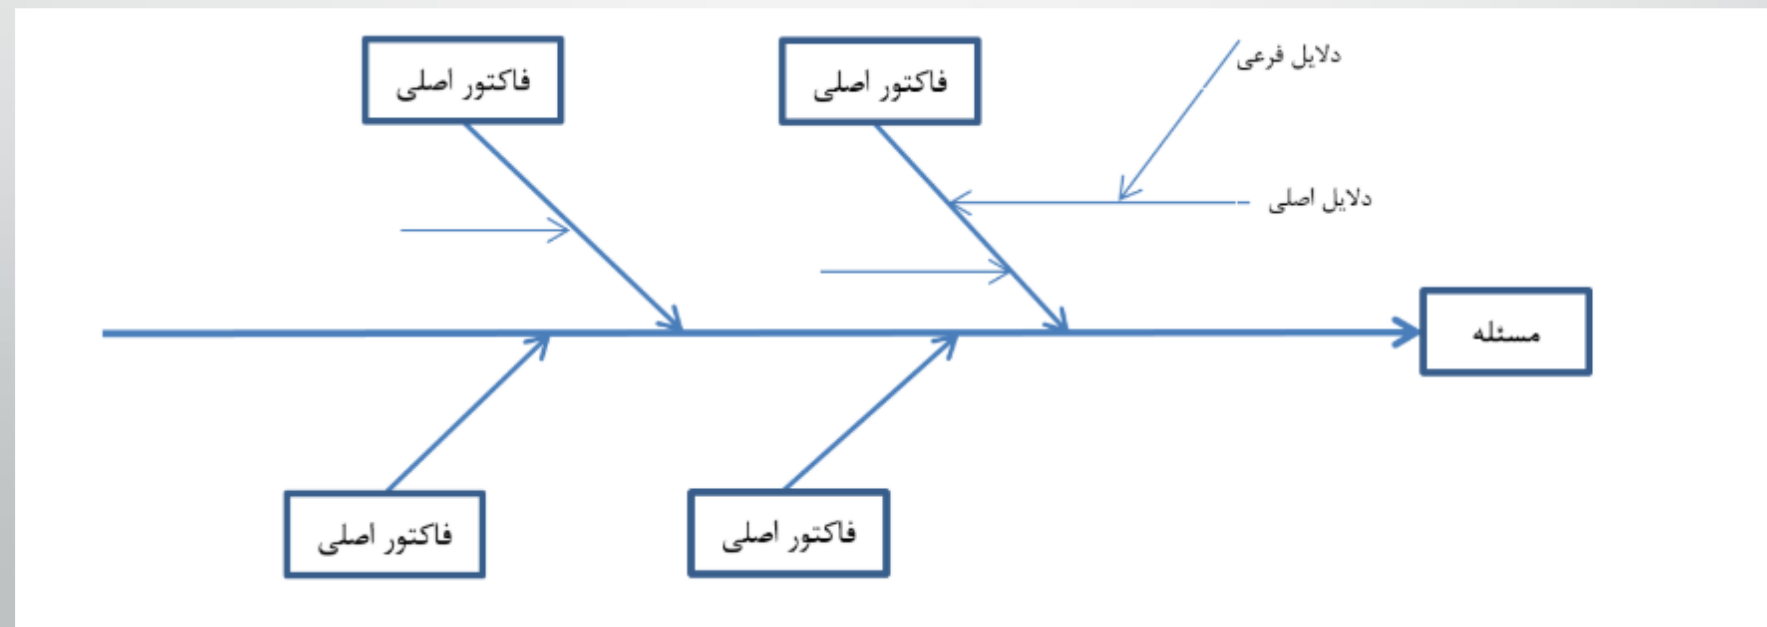 دلایل فرعی
فاکتور اصلی
فاکتور اصلی
دلایل اصلی
مسئله
فاکتور اصلی
فاکتور اصلی